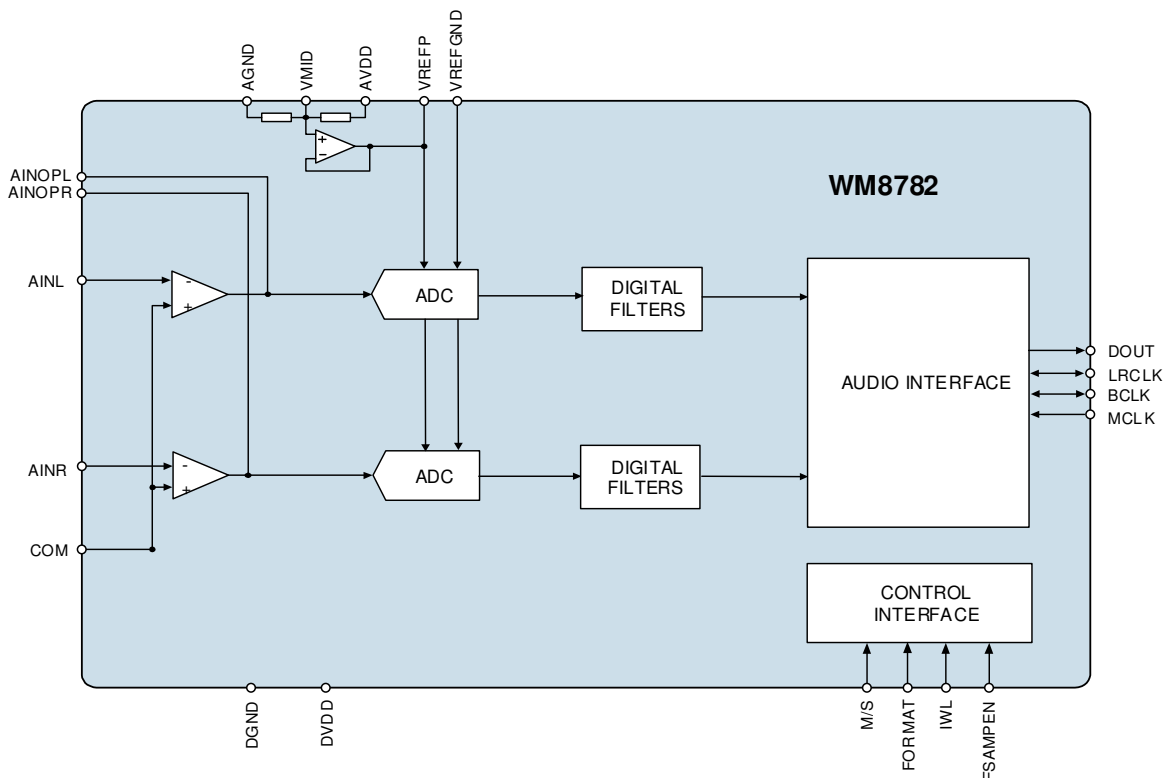 AGND
VMID
AVDD
VREFP
VREFGND
+
-
AINOPL
AINOPR
WM8782
AINL
-
+
ADC
DIGITAL
FILTERS
AUDIO INTERFACE
DOUT
LRCLK
BCLK
MCLK
AINR
-
+
ADC
DIGITAL
FILTERS
COM
CONTROL
INTERFACE
DGND
DVDD
M/S
FORMAT
IWL
FSAMPEN